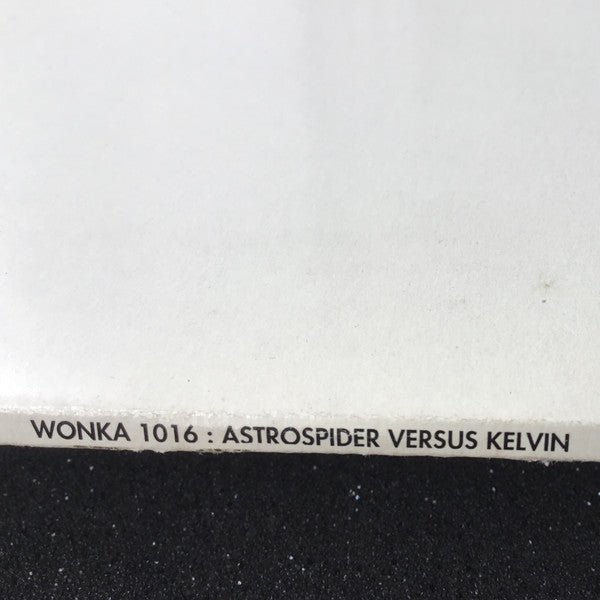 WONKA 1016 : ASTROSPIDER VERSUS KELVIN